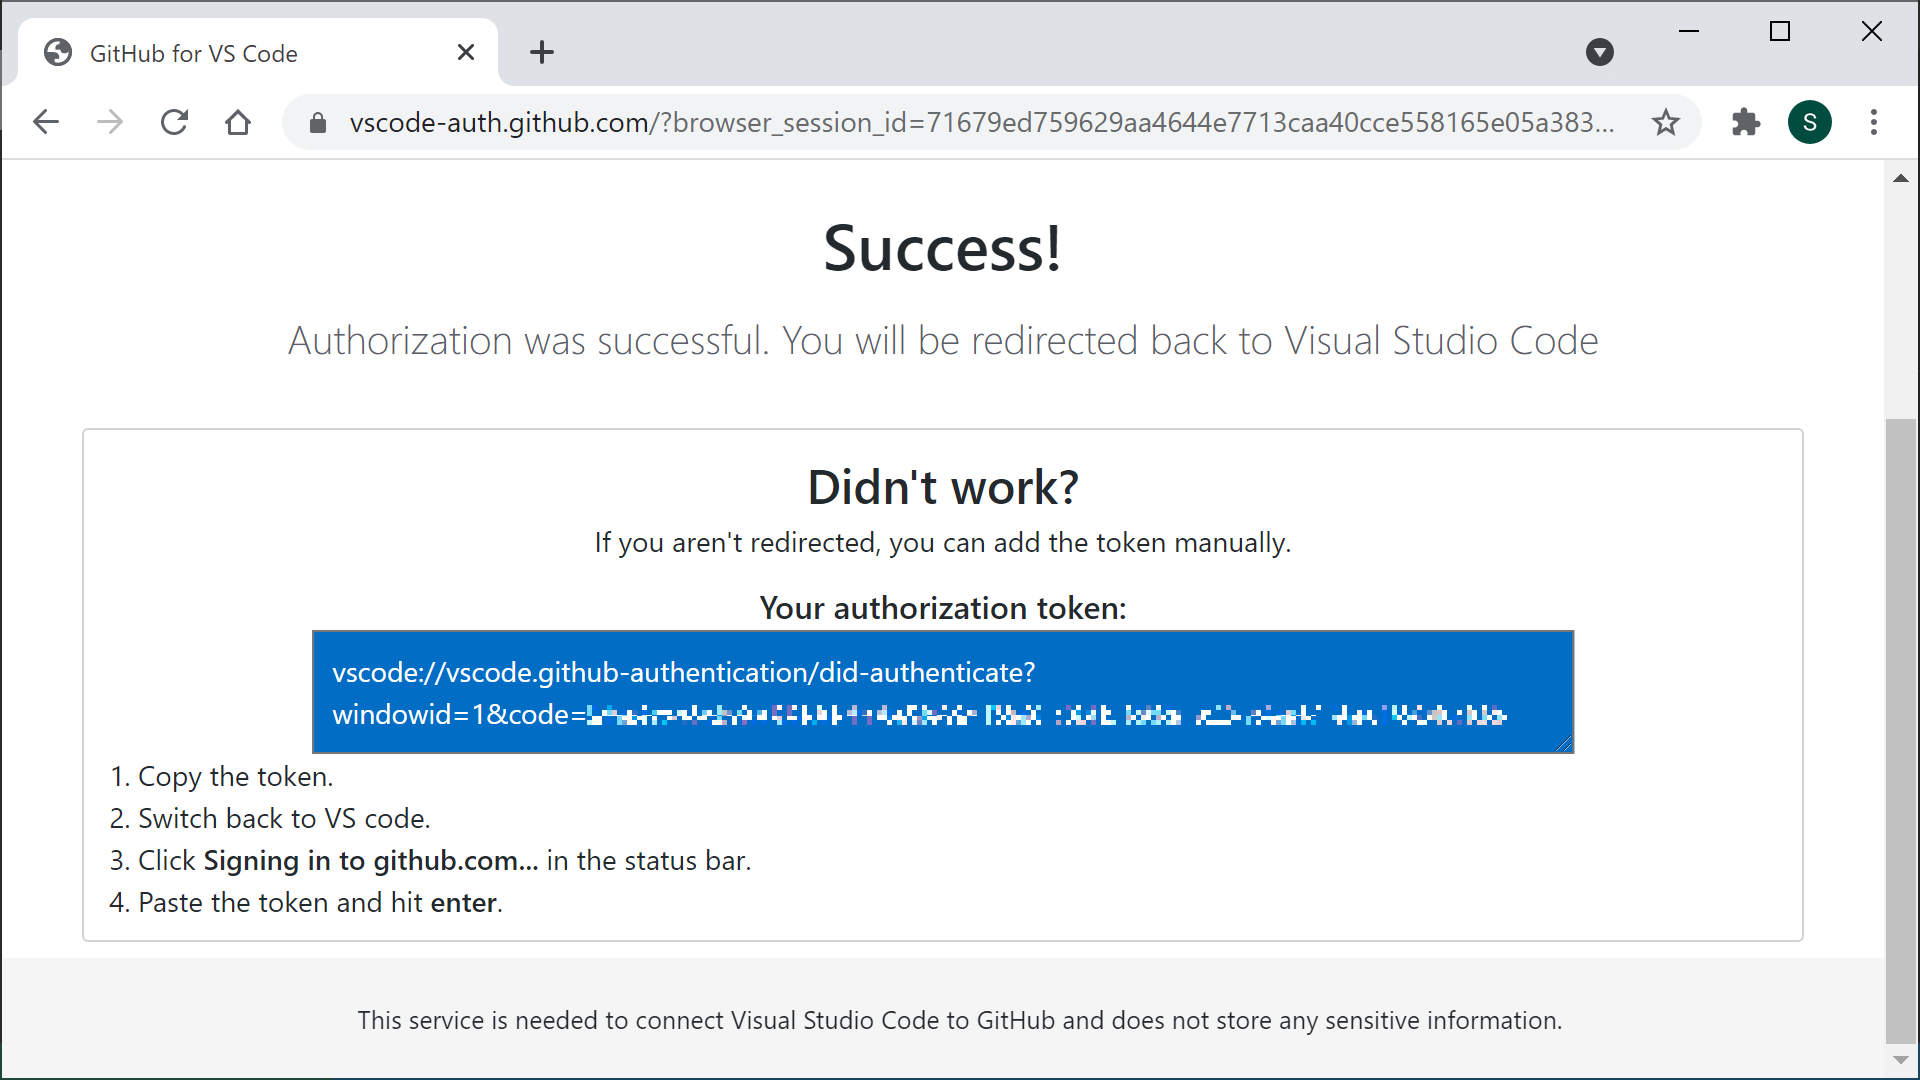 GitHub for VS Code
vscode-auth.github.com/?browser_session_id=71679ed759629aa4644e7713caa40cce558165e05a383...
S
Success!
Authorization was successful. You will be redirected back to Visual Studio Code
Didn't work?
If you aren't redirected, you can add the token manually.
Your authorization token:
vscode://vscode.github-authentication/did-authenticate?
windowid=1&code=
1. Copy the token.
2. Switch back to VS code.
3. Click Signing in to github.com... in the status bar.
4. Paste the token and hit enter.
This service is needed to connect Visual Studio Code to GitHub and does not store any sensitive information.